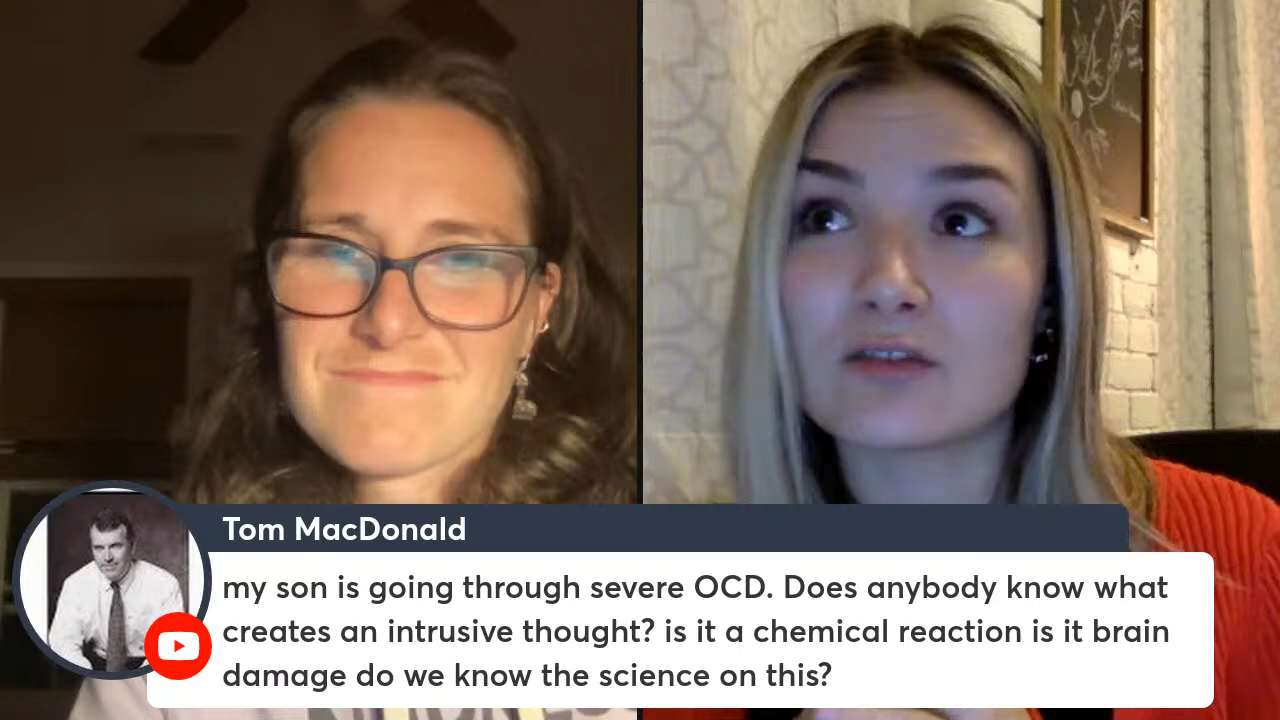 Tom MacDonald
my son is going through severe OCD. Does anybody know what
creates an intrusive thought? is it a chemical reaction is it brain
damage do we know the science on this?